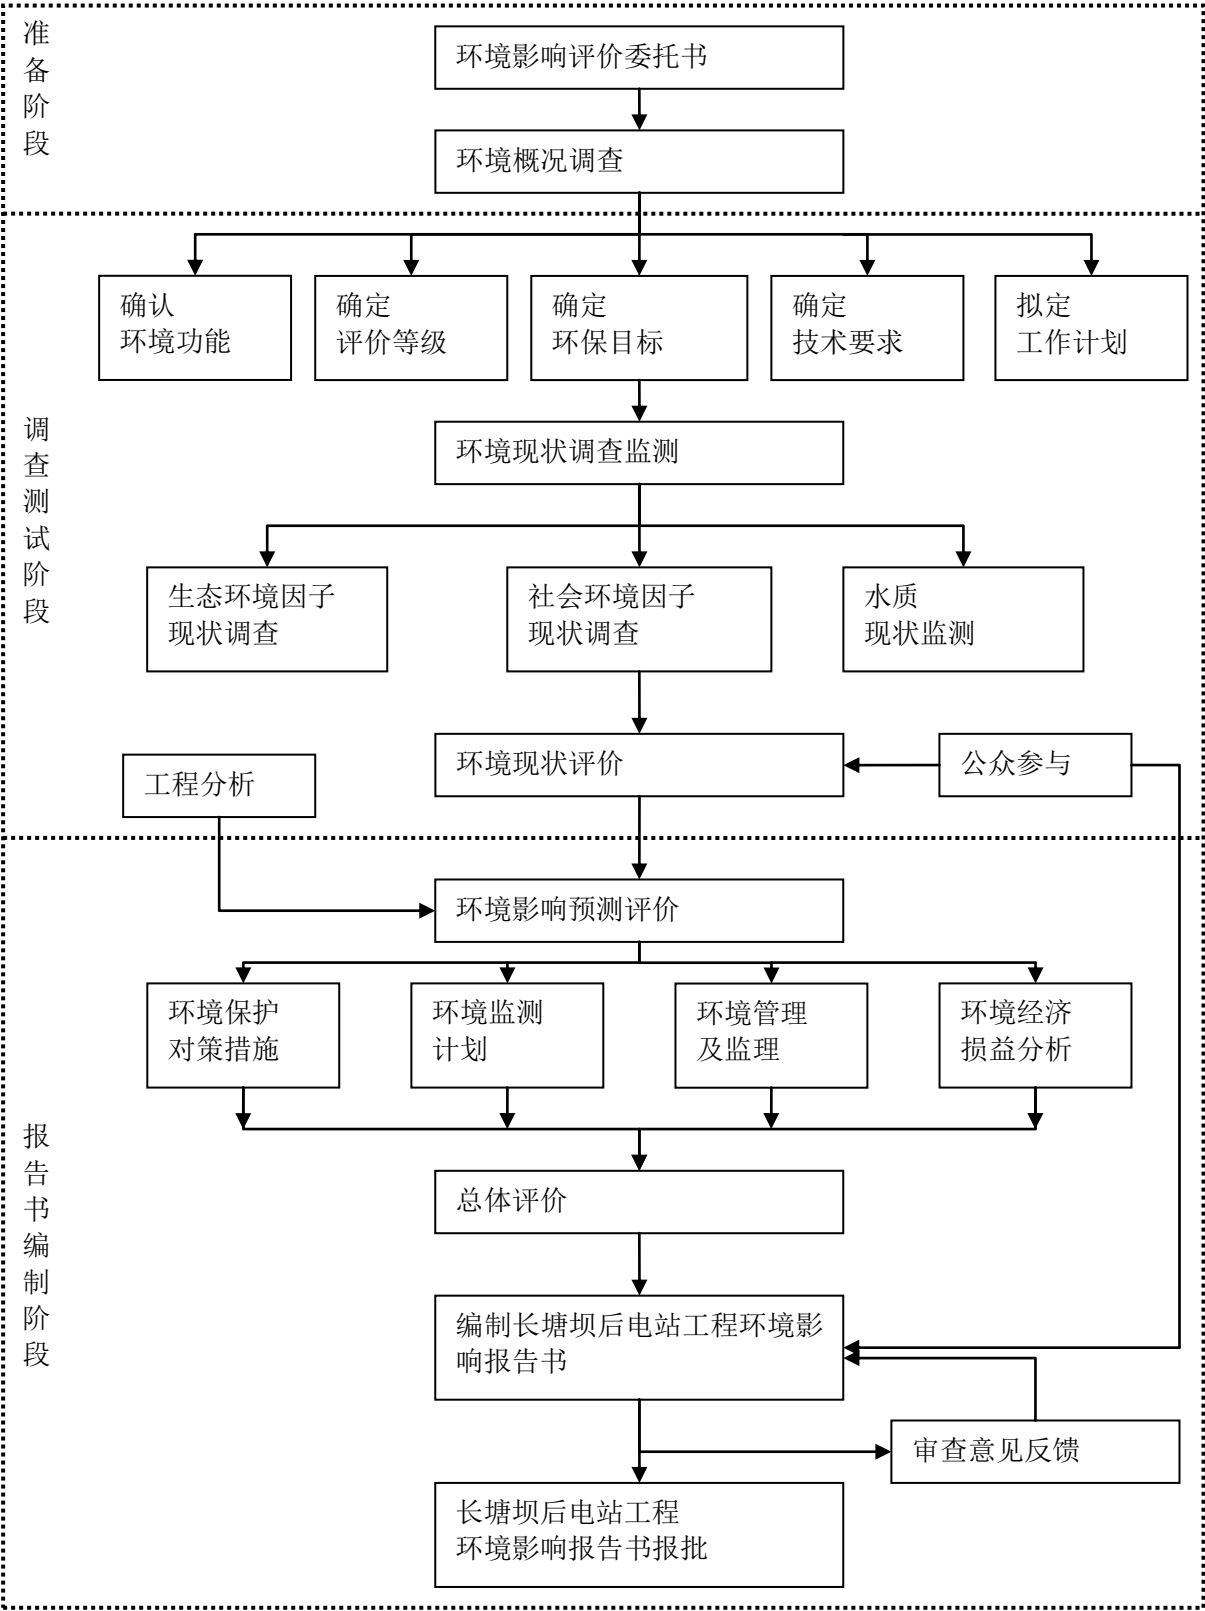 准备阶段
环境影响评价委托书
环境概况调查
调查测试阶段
确认
环境功能
确定
评价等级
确定
环保目标
确定
技术要求
拟定
工作计划
环境现状调查监测
生态环境因子
现状调查
社会环境因子
现状调查
水质
现状监测
环境现状评价
公众参与
工程分析
报告书编制阶段
环境影响预测评价
环境保护
对策措施
环境监测
计划
环境管理
及监理
环境经济
损益分析
总体评价
编制长塘坝后电站工程环境影
响报告书
审查意见反馈
长塘坝后电站工程
环境影响报告书报批